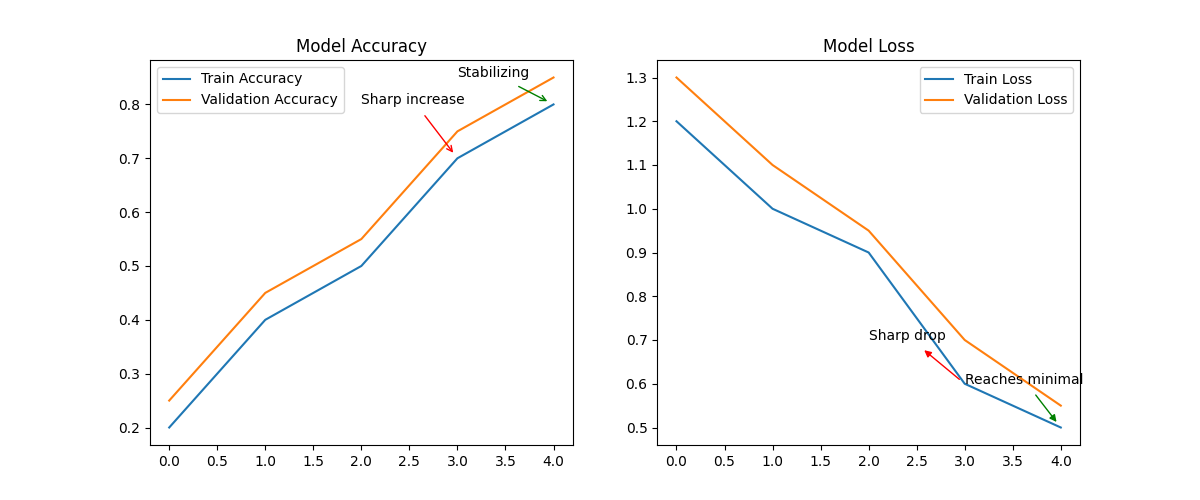 Model Accuracy
Train Accuracy
Validation Accuracy
Stabilizing
Sharp increase
0.8
0.7
0.6
0.5
0.4
0.3
0.2
0.0 0.5 1.0 1.5 2.0 2.5 3.0 3.5 4.0
Model Loss
Train Loss
Validation Loss
1.3
1.2
1.1
1.0
0.9
0.8
0.7
0.6
0.5
Sharp drop
Reaches minimal
0.0 0.5 1.0 1.5 2.0 2.5 3.0 3.5 4.0